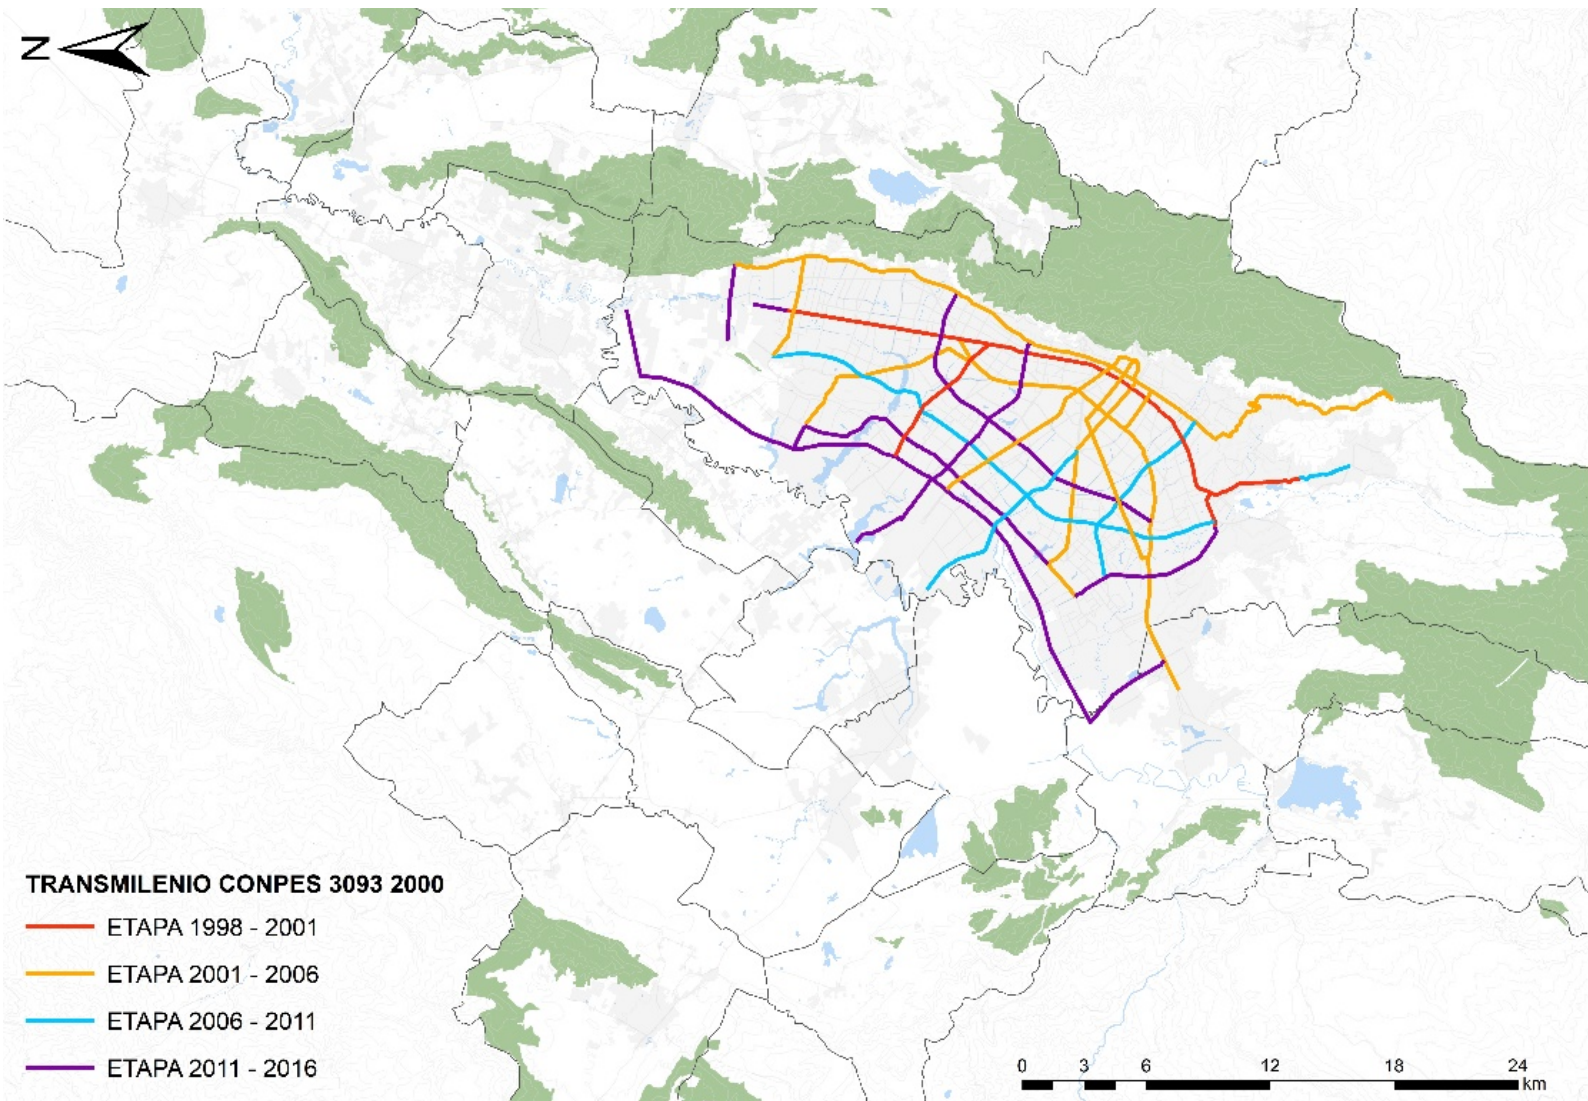 N
TRANSMILENIO CONPES 3093 2000
ETAPA 1998 - 2001
ETAPA 2001 - 2006
ETAPA 2006 - 2011
ETAPA 2011 - 2016
0 3 6 12 18 24
km